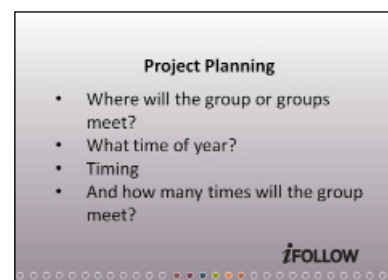 Project Planning
• Where will the group or groups
meet?
• What time of year?
• Timing
• And how many times will the group
meet?
iFOLLOW